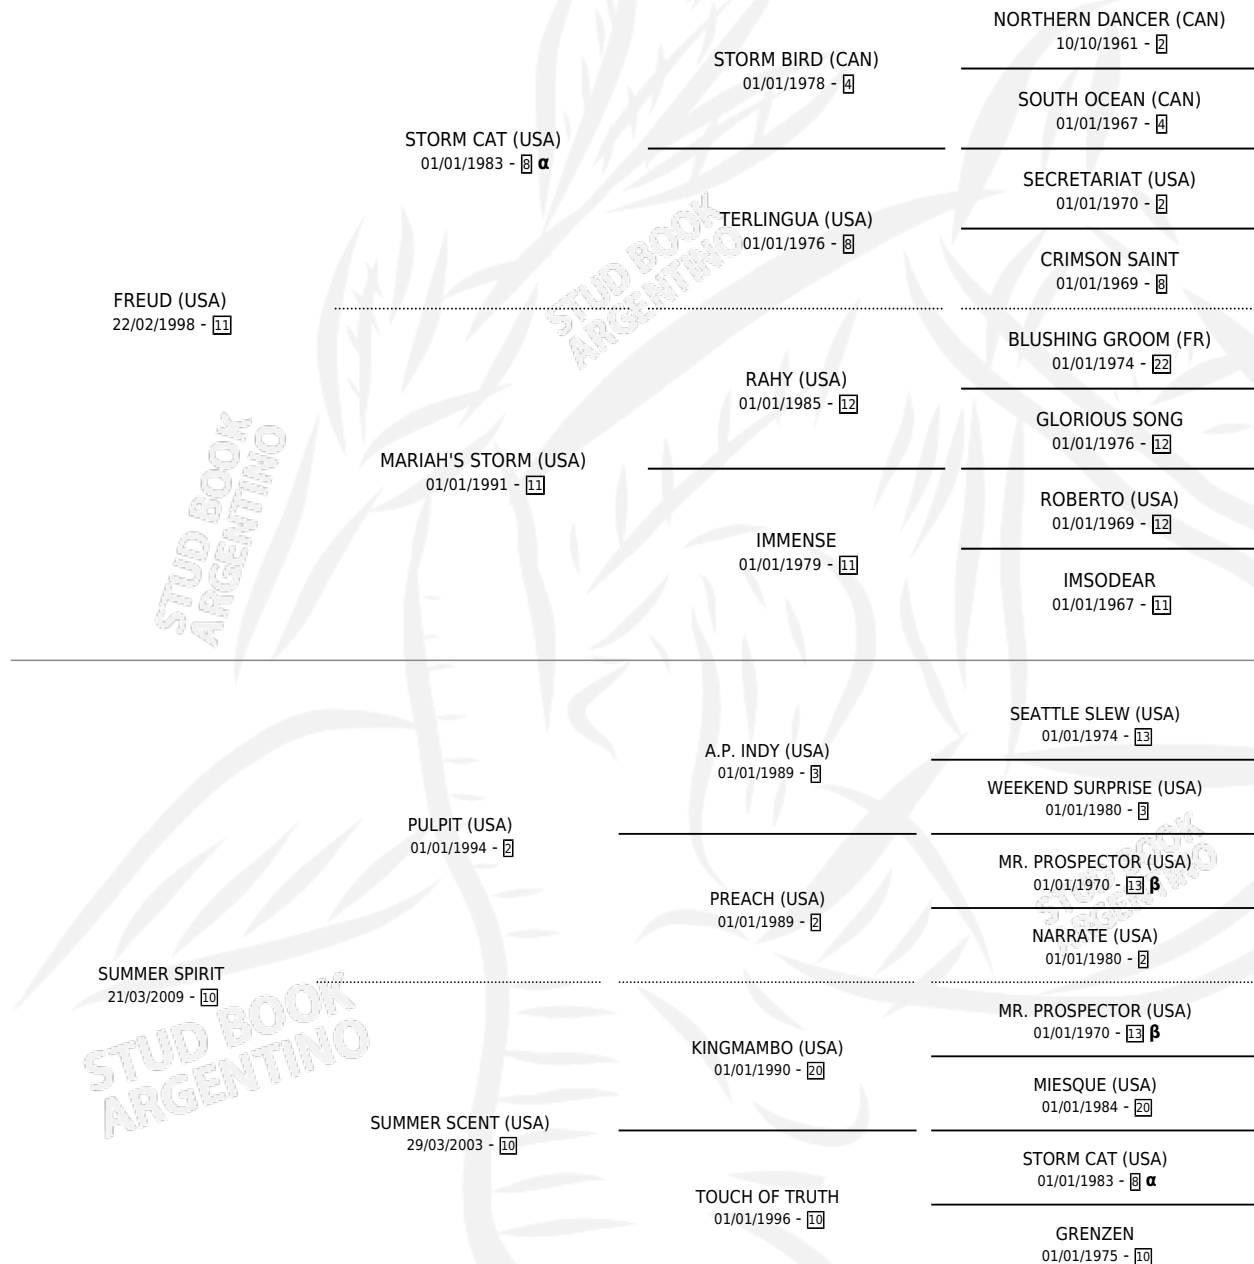 NORTHERN DANCER (CAN)
10/10/1961 - 2
STORM BIRD (CAN)
01/01/1978 - 4
SOUTH OCEAN (CAN)
01/01/1967 - 4
STORM CAT (USA)
01/01/1983 - 8 α
SECRETARIAT (USA)
01/01/1970 - 2
TERLINGUA (USA)
01/01/1976 - 8
CRIMSON SAINT
01/01/1969 - 8
FREUD (USA)
22/02/1998 - 11
BLUSHING GROOM (FR)
01/01/1974 - 22
RAHY (USA)
01/01/1985 - 12
GLORIOUS SONG
01/01/1976 - 12
MARIAH'S STORM (USA)
01/01/1991 - 11
ROBERTO (USA)
01/01/1969 - 12
IMMENSE
01/01/1979 - 11
IMSODEAR
01/01/1967 - 11
SEATTLE SLEW (USA)
01/01/1974 - 13
A.P. INDY (USA)
01/01/1989 - 3
WEEKEND SURPRISE (USA)
01/01/1980 - 3
PULPIT (USA)
01/01/1994 - 2
MR. PROSPECTOR (USA)
01/01/1970 - 13 β
PREACH (USA)
01/01/1989 - 2
NARRATE (USA)
01/01/1980 - 2
SUMMER SPIRIT
21/03/2009 - 10
MR. PROSPECTOR (USA)
01/01/1970 - 13 β
KINGMAMBO (USA)
01/01/1990 - 20
MIESQUE (USA)
01/01/1984 - 20
SUMMER SCENT (USA)
29/03/2003 - 10
STORM CAT (USA)
01/01/1983 - 8 α
TOUCH OF TRUTH
01/01/1996 - 10
GRENZEN
01/01/1975 - 10
STUD BOOK
ARGENTINO
STUD BOOK
ARGENTINO
STUD BOOK
ARGENTINO
STUD BOOK
ARGENTINO